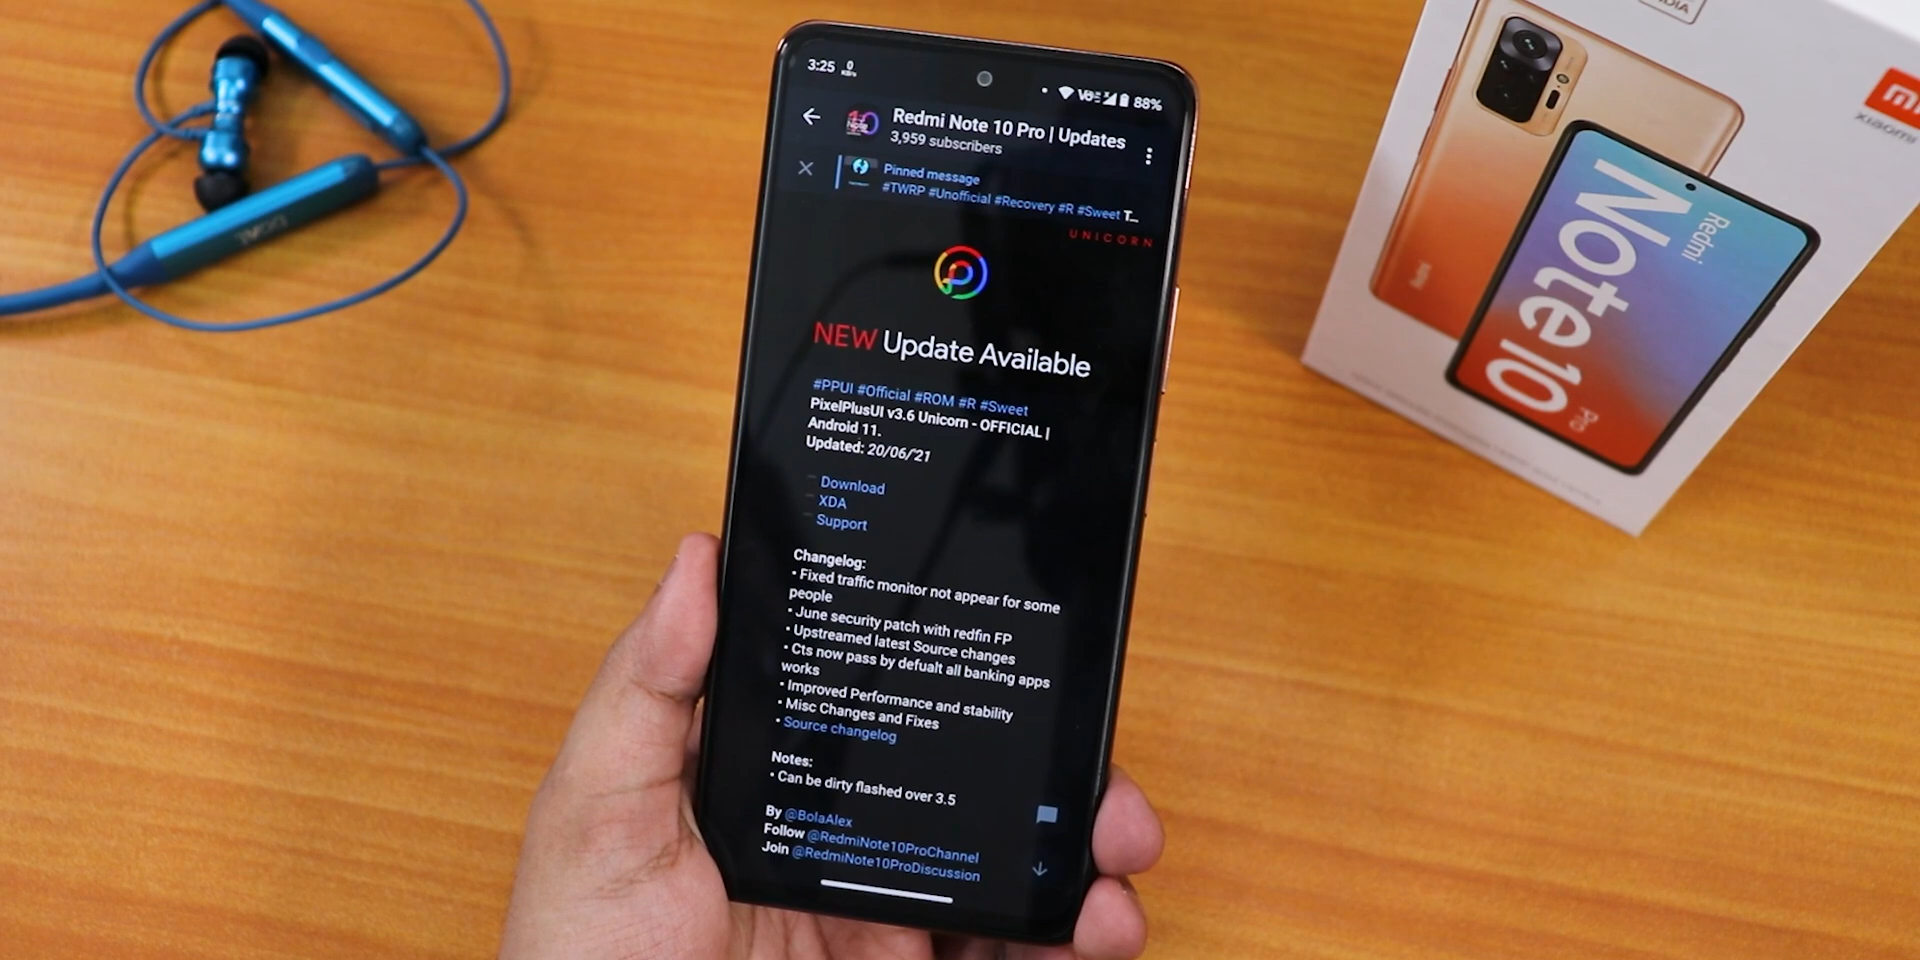 3:25 0 KB/s 88%
Redmi Note 10 Pro | Updates
3,959 subscribers
Pinned message
#TWRP #Unofficial #Recovery #R #Sweet T...
UNICORN
NEW Update Available
#PPUI #Official #ROM #R #Sweet
PixelPlusUI v3.6 Unicorn - OFFICIAL |
Android 11.
Updated: 20/06/'21
Download
XDA
Support
Changelog:
• Fixed traffic monitor not appear for some
people
• June security patch with redfin FP
• Upstreamed latest Source changes
• Cts now pass by defualt all banking apps
works
• Improved Performance and stability
• Misc Changes and Fixes
• Source changelog
Notes:
• Can be dirty flashed over 3.5
By @BolaAlex
Follow @RedmiNote10ProChannel
Join @RedmiNote10ProDiscussion
Redmi
Note 10
Pro
mi
xiaomi
Redmi